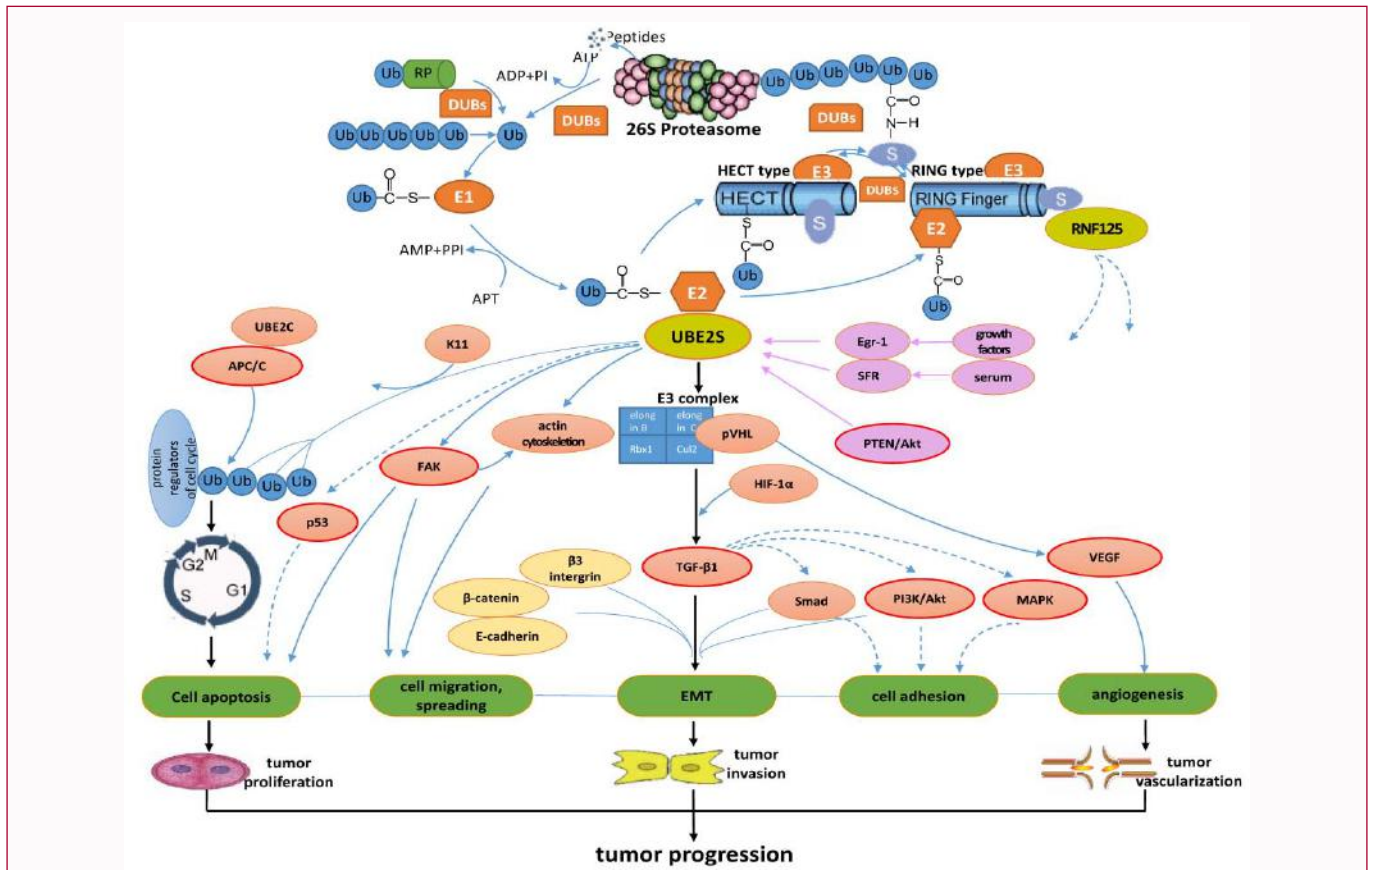 Peptides
ATP
ADP+PI
Ub
RP
DUBs
DUBs
26S Proteasome
Ub
Ub
Ub
Ub
Ub
Ub
DUBs
C—O
N—H
S
Ub
Ub
Ub
Ub
Ub
Ub
HECT type
E3
DUBs
RING type
E3
O
Ub
C
S
E1
HECT
S
RING Finger
S
E2
RNF125
S
C—O
Ub
S
C—O
Ub
AMP+PPI
APT
O
Ub
C
S
E2
UBE2S
UBE2C
APC/C
K11
Egr-1
growth
factors
SFR
serum
E3 complex
elong
in B
elong
in C
Rbx1
Cul2
pVHL
PTEN/Akt
actin
cytoskeletion
FAK
protein
regulators
of cell cycle
Ub
Ub
Ub
Ub
HIF-1α
p53
M
G2
G1
S
β3
intergrin
TGF-β1
VEGF
β-catenin
E-cadherin
Smad
PI3K/Akt
MAPK
Cell apoptosis
cell migration,
spreading
EMT
cell adhesion
angiogenesis
tumor
proliferation
tumor
invasion
tumor
vascularization
tumor progression